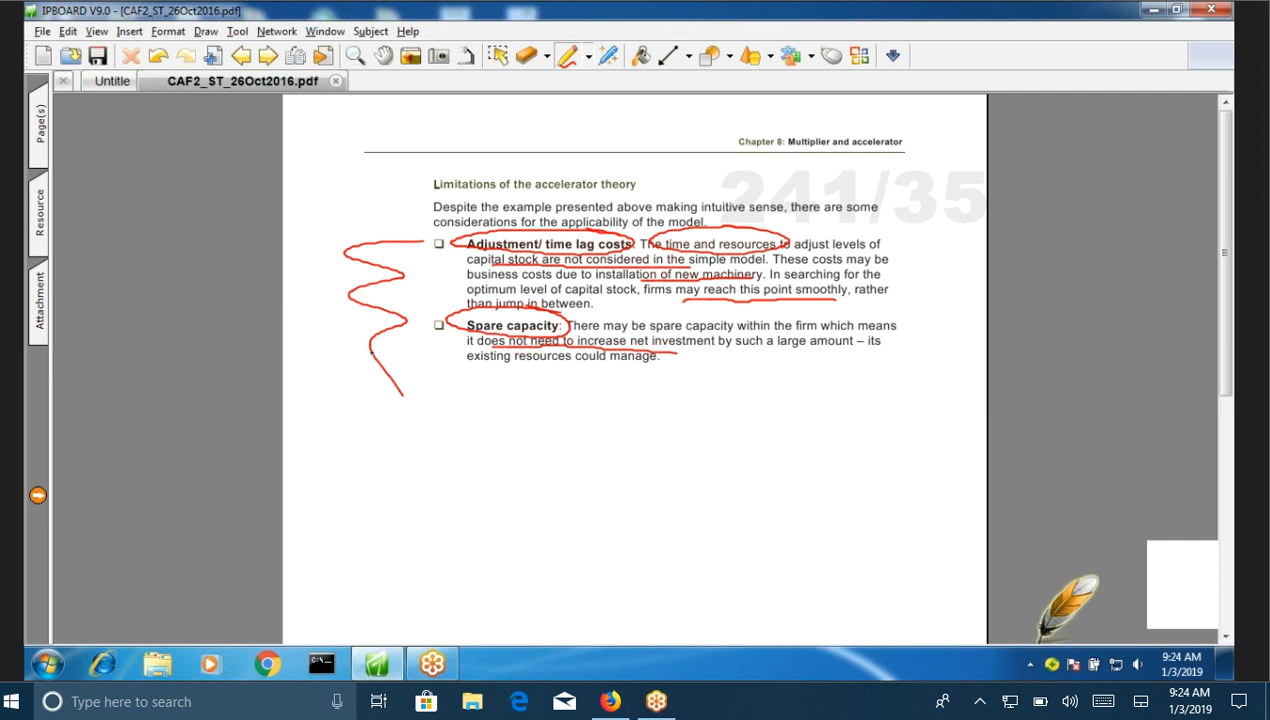 IPBOARD V9.0 - [CAF2_ST_26Oct2016.pdf]
File Edit View Insert Format Draw Tool Network Window Subject Help
Untitle CAF2_ST_26Oct2016.pdf
Page(s)
Resource
Attachment
Chapter 8: Multiplier and accelerator
241/35
Limitations of the accelerator theory
Despite the example presented above making intuitive sense, there are some
considerations for the applicability of the model.
Adjustment/ time lag costs: The time and resources to adjust levels of
capital stock are not considered in the simple model. These costs may be
business costs due to installation of new machinery. In searching for the
optimum level of capital stock, firms may reach this point smoothly, rather
than jump in between.
Spare capacity: There may be spare capacity within the firm which means
it does not need to increase net investment by such a large amount – its
existing resources could manage.
9:24 AM
1/3/2019
Type here to search
9:24 AM
1/3/2019